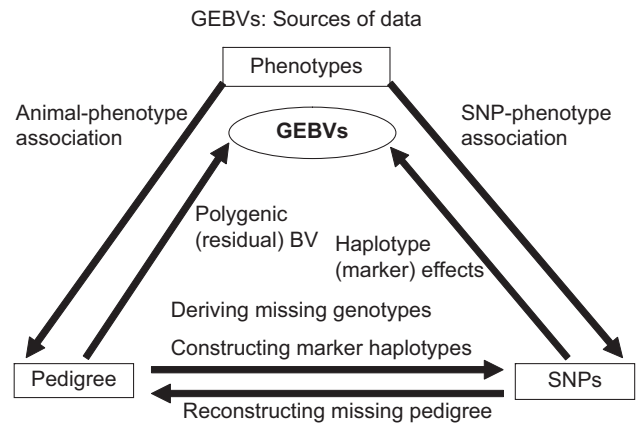 GEBVs: Sources of data
Phenotypes
Animal-phenotype
association
SNP-phenotype
association
GEBVs
Polygenic
(residual) BV
Haplotype
(marker) effects
Deriving missing genotypes
Constructing marker haplotypes
Pedigree
SNPs
Reconstructing missing pedigree